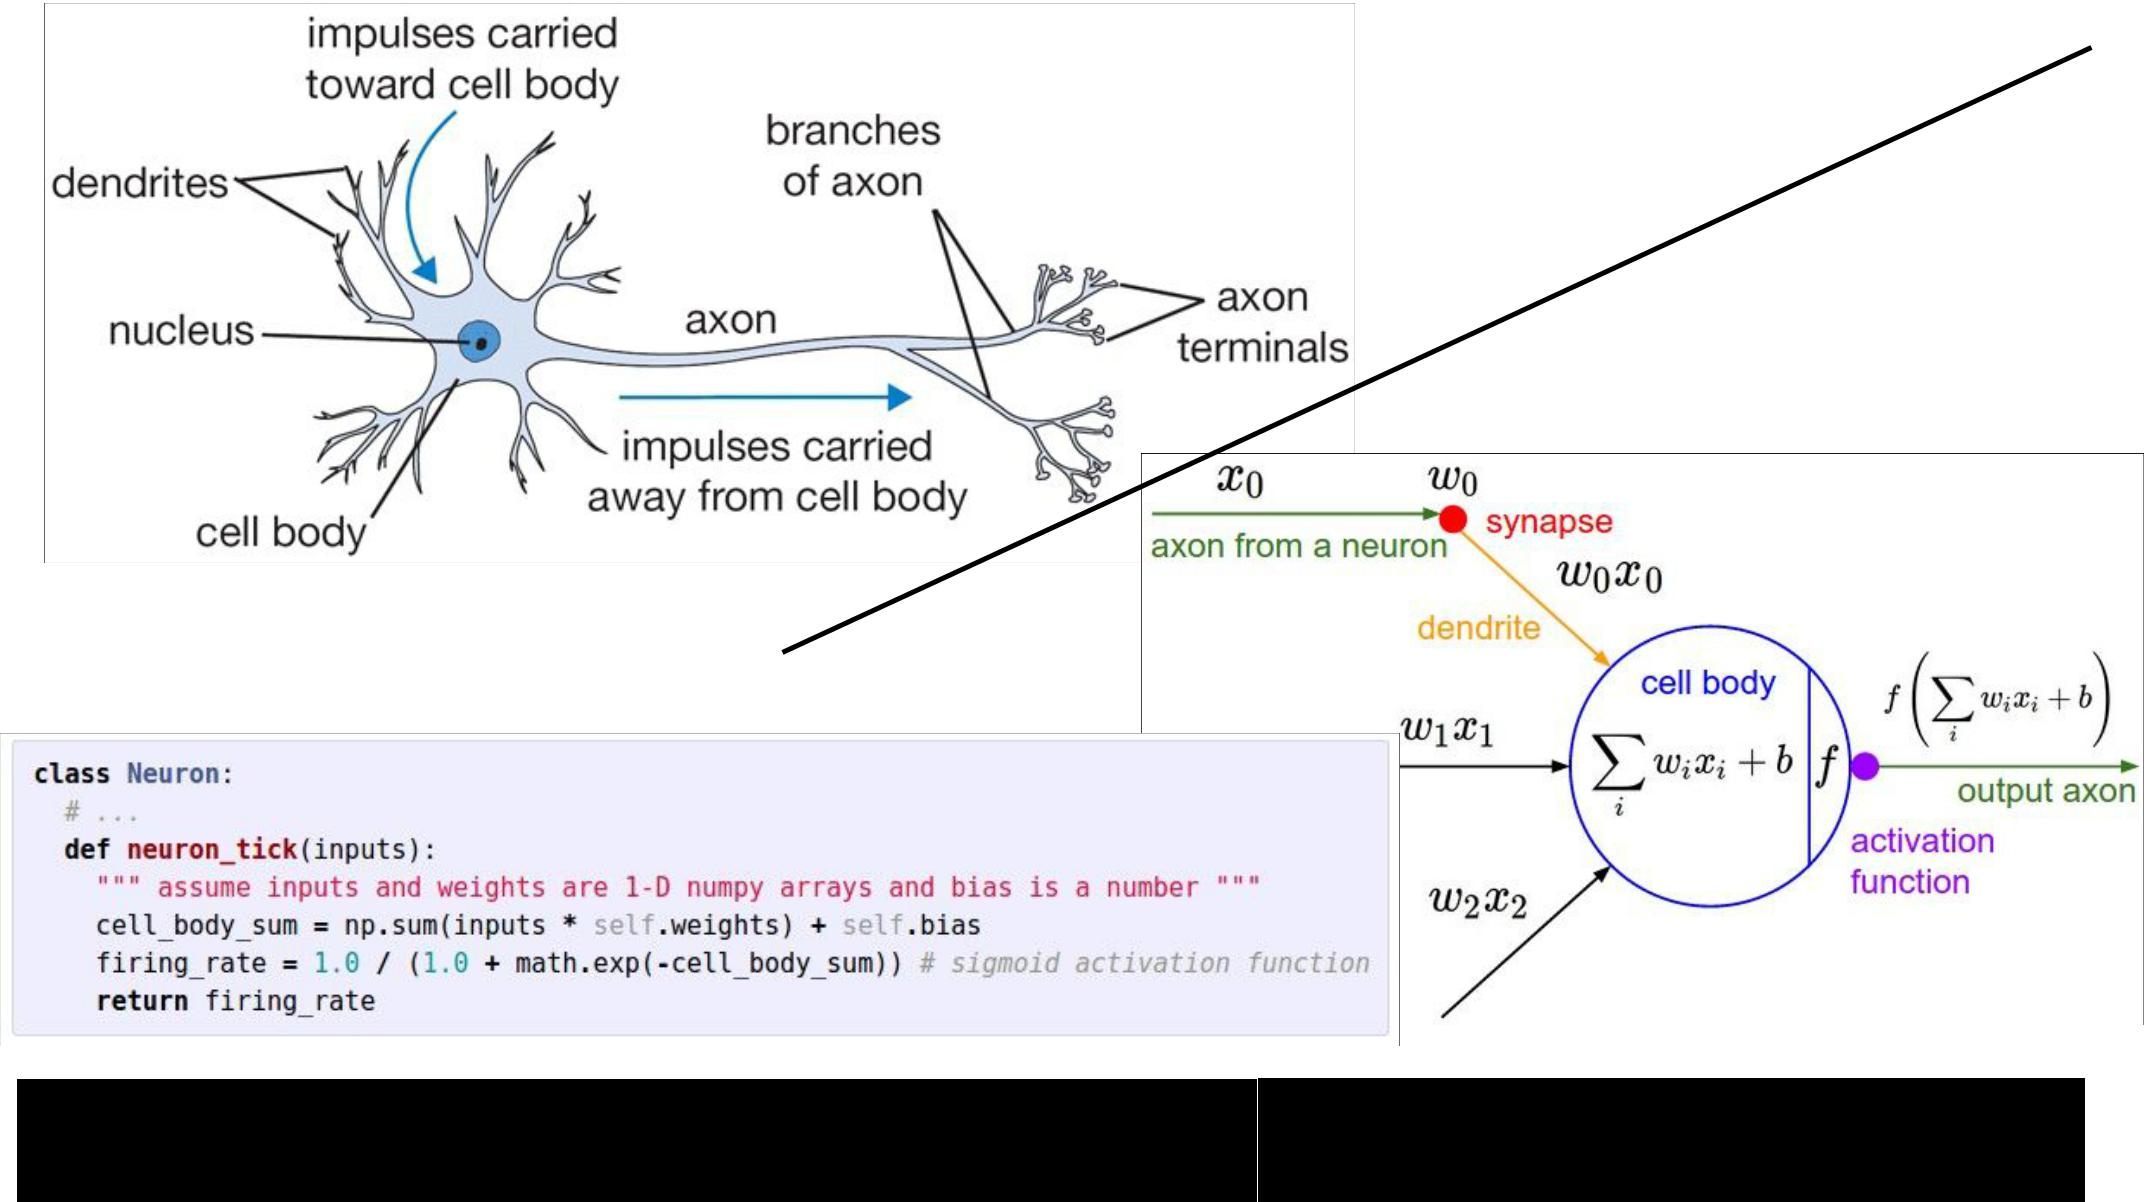 impulses carried
toward cell body
branches
of axon
dendrites
nucleus
axon
axon
terminals
impulses carried
away from cell body
cell body
x₀
w₀
synapse
axon from a neuron
w₀x₀
dendrite
cell body
f(∑ᵢ wᵢxᵢ + b)
w₁x₁
∑ᵢ wᵢxᵢ + b
f
output axon
activation
function
w₂x₂
class Neuron:
  # ...
  def neuron_tick(inputs):
    """ assume inputs and weights are 1-D numpy arrays and bias is a number """
    cell_body_sum = np.sum(inputs * self.weights) + self.bias
    firing_rate = 1.0 / (1.0 + math.exp(-cell_body_sum)) # sigmoid activation function
    return firing_rate